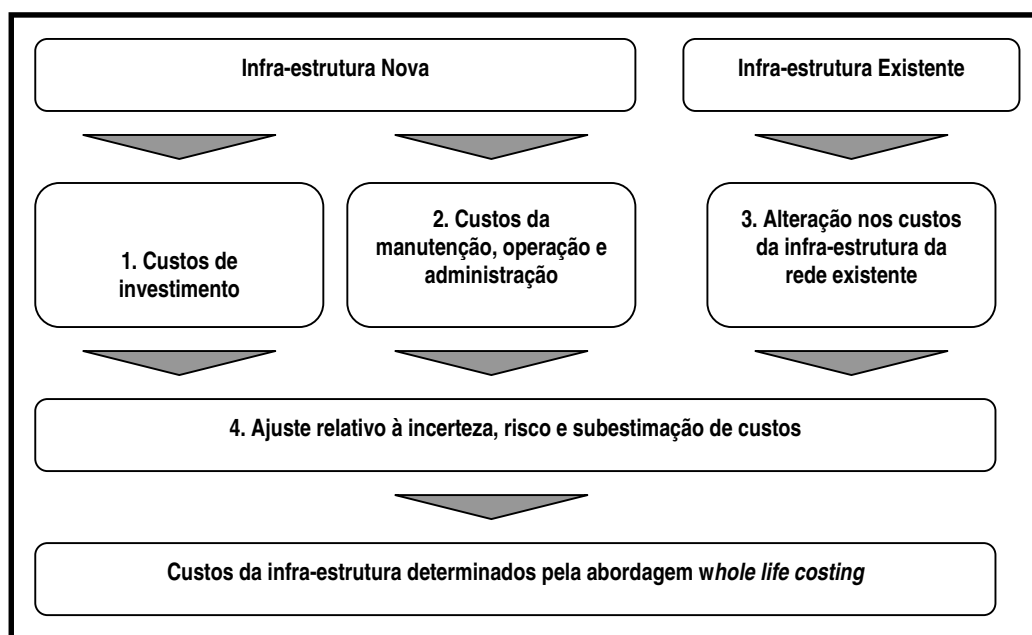 Infra-estrutura Nova
Infra-estrutura Existente
1. Custos de
investimento
2. Custos da
manutenção, operação e
administração
3. Alteração nos custos
da infra-estrutura da
rede existente
4. Ajuste relativo à incerteza, risco e subestimação de custos
Custos da infra-estrutura determinados pela abordagem whole life costing